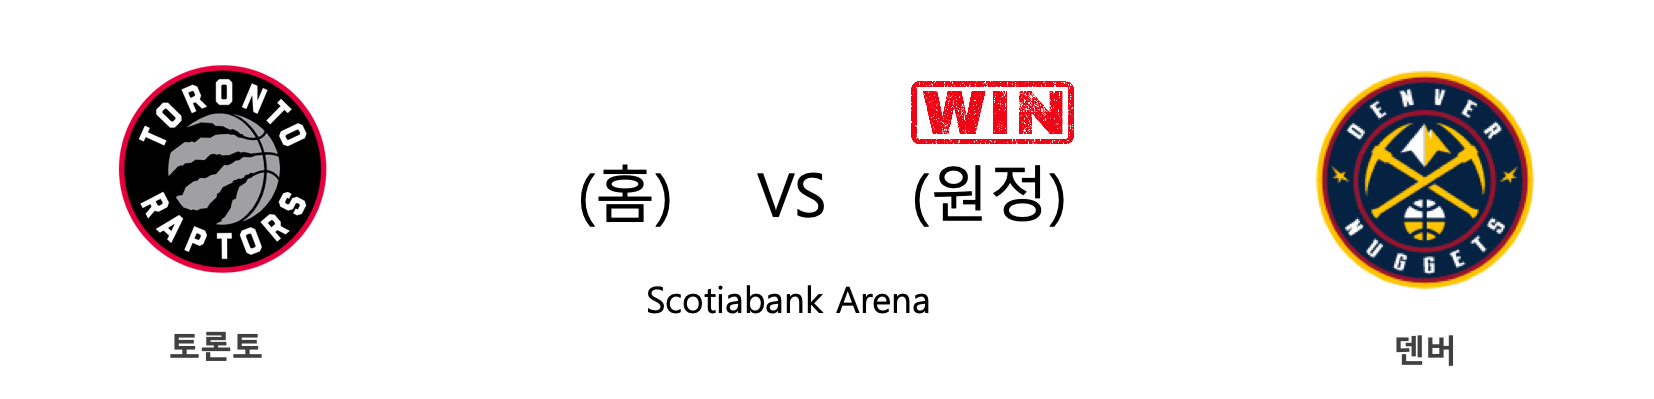 TORONTO
RAPTORS
토론토
WIN
(홈) VS (원정)
Scotiabank Arena
DENVER
NUGGETS
덴버